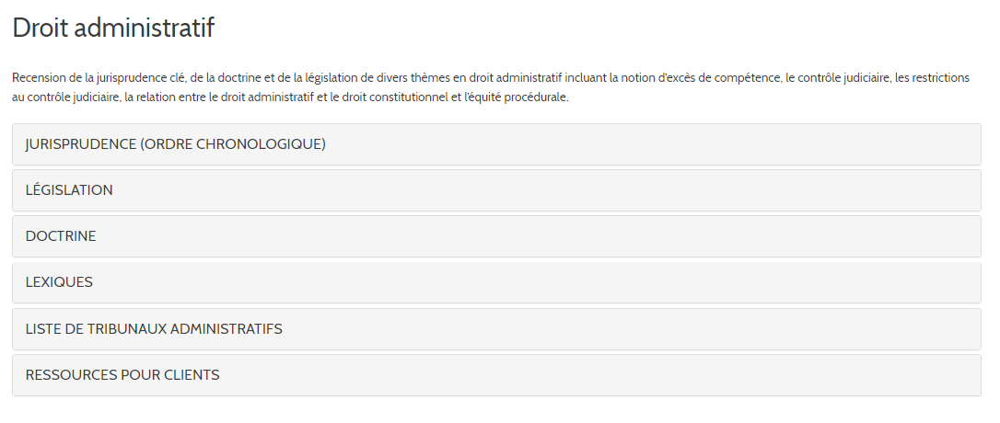 Droit administratif
Recension de la jurisprudence clé, de la doctrine et de la législation de divers thèmes en droit administratif incluant la notion d'excès de compétence, le contrôle judiciaire, les restrictions
au contrôle judiciaire, la relation entre le droit administratif et le droit constitutionnel et l'équité procédurale.
JURISPRUDENCE (ORDRE CHRONOLOGIQUE)
LÉGISLATION
DOCTRINE
LEXIQUES
LISTE DE TRIBUNAUX ADMINISTRATIFS
RESSOURCES POUR CLIENTS